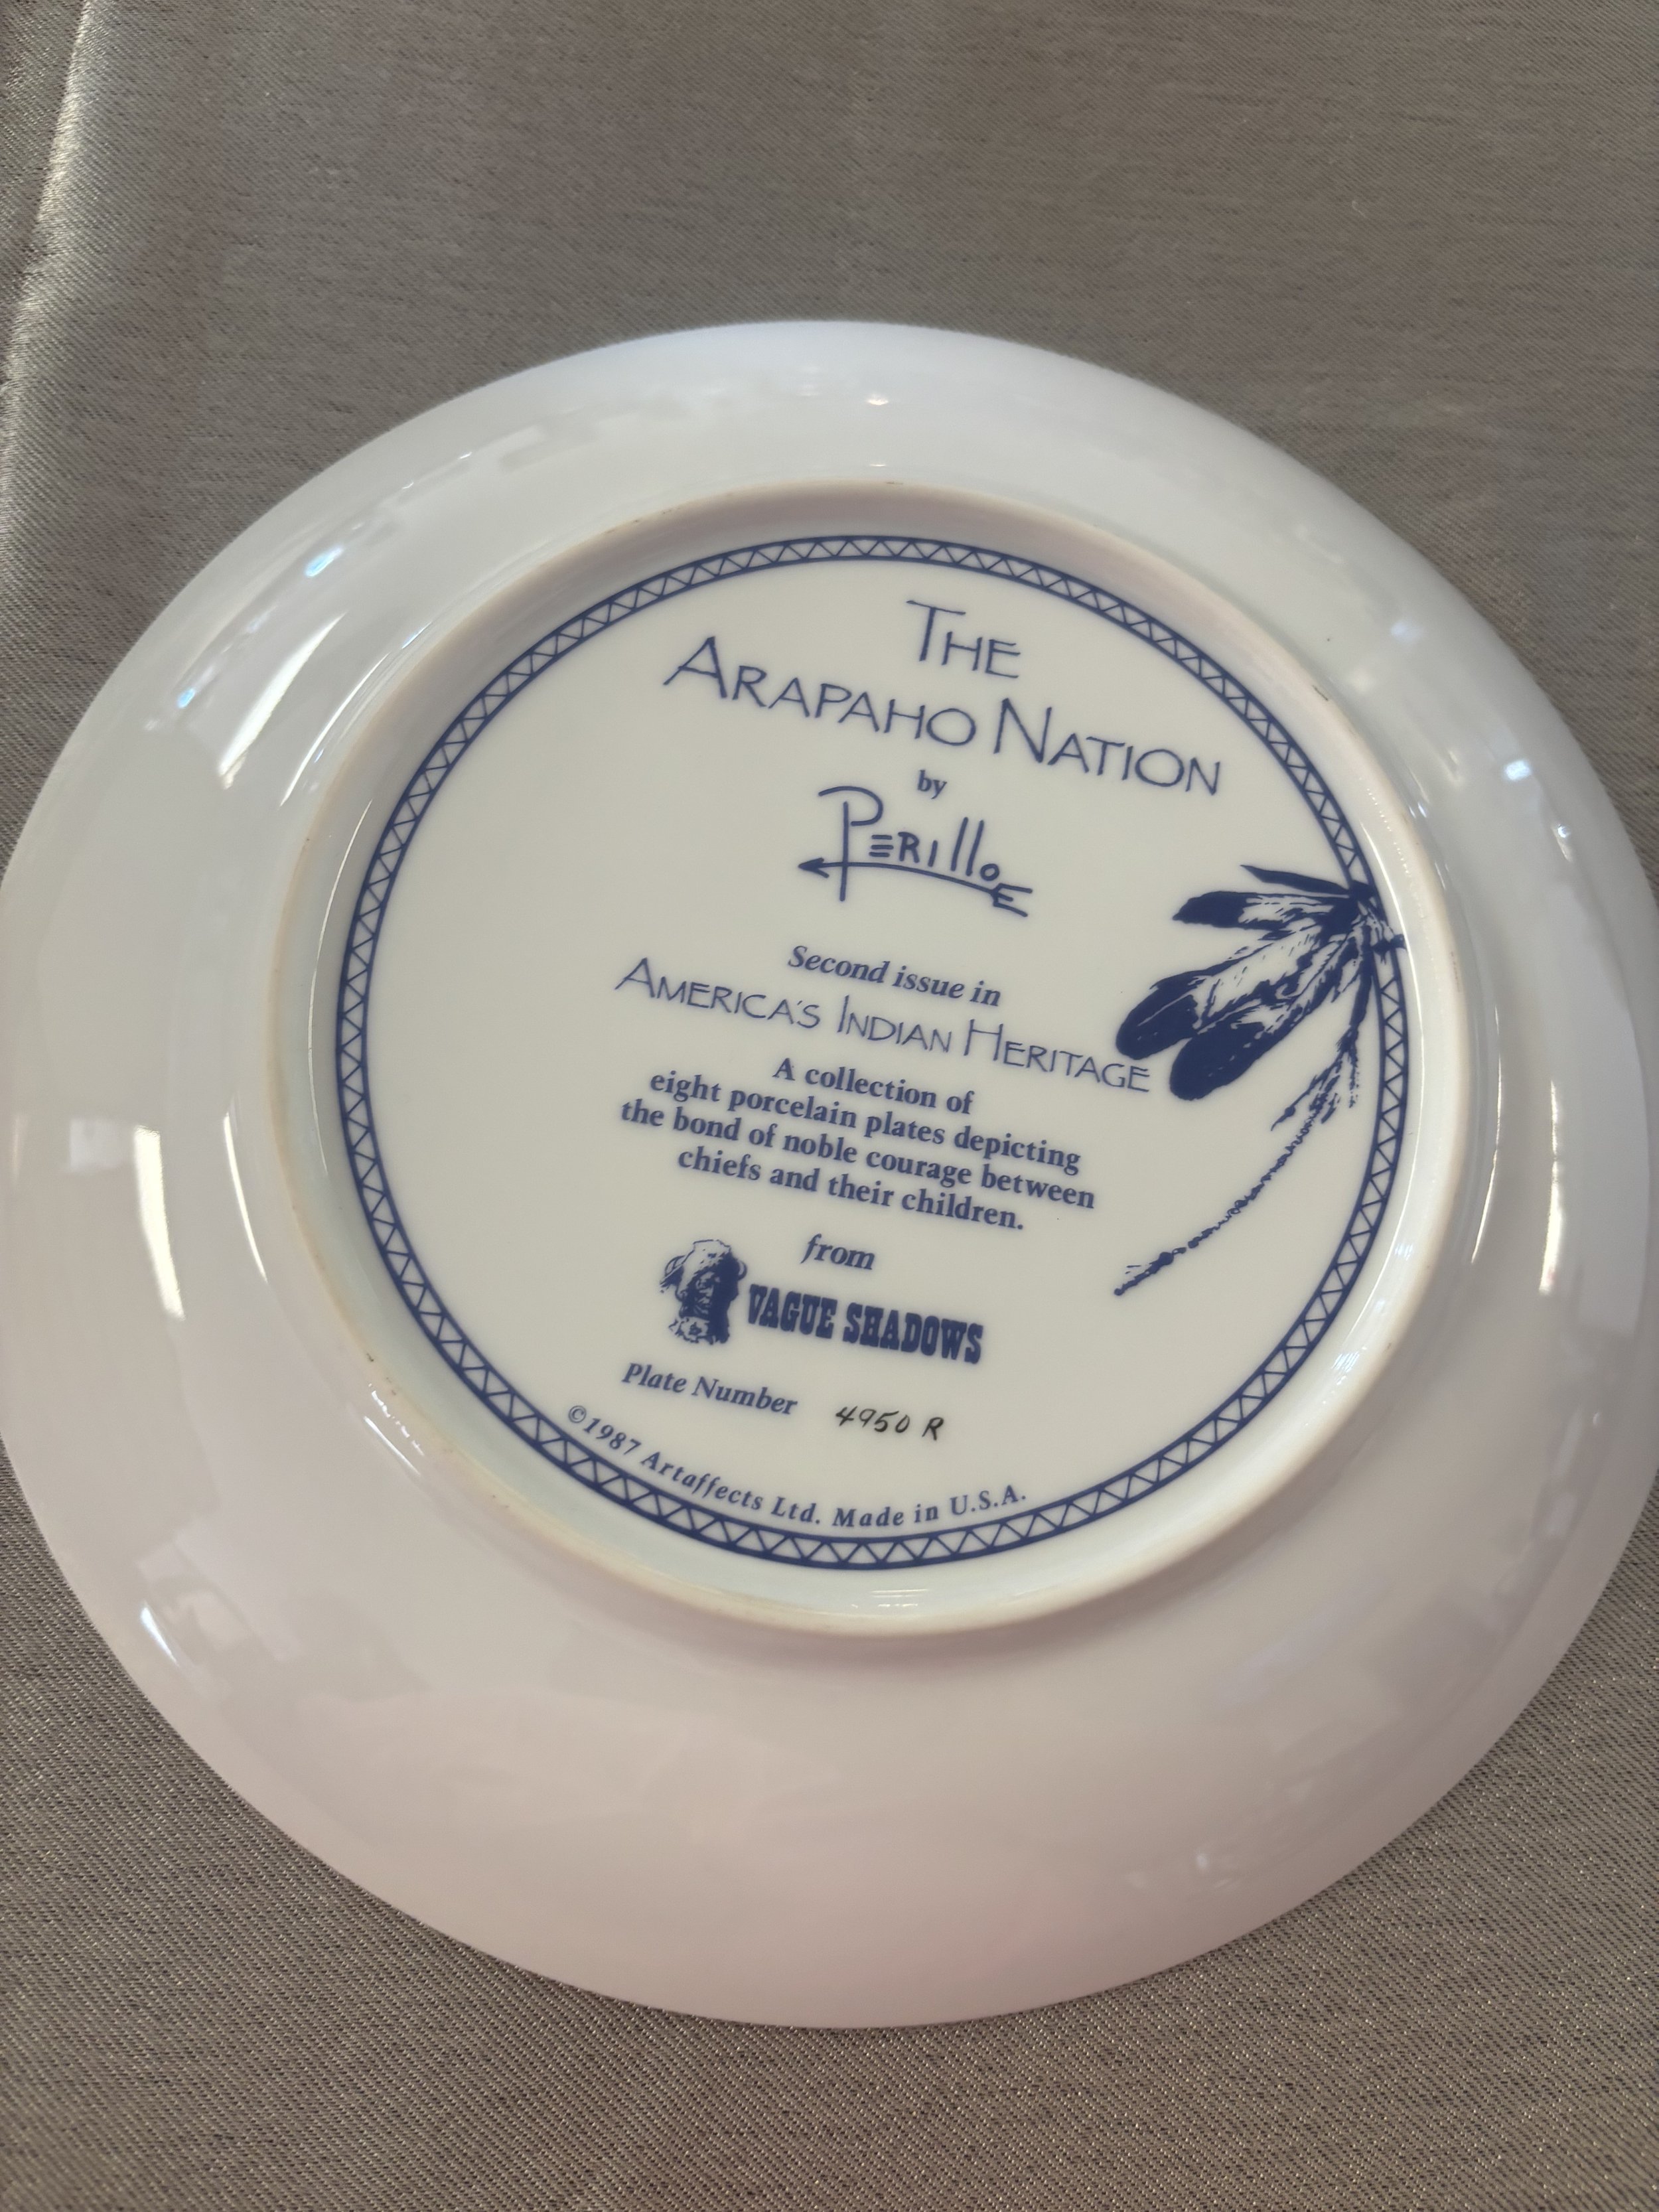 THE
ARAPAHO NATION
by
PERILLO
Second issue in
AMERICA'S INDIAN HERITAGE
A collection of
eight porcelain plates depicting
the bond of noble courage between
chiefs and their children.
from
VAGUE SHADOWS
Plate Number 4950 R
©1987 Artaffects Ltd. Made in U.S.A.